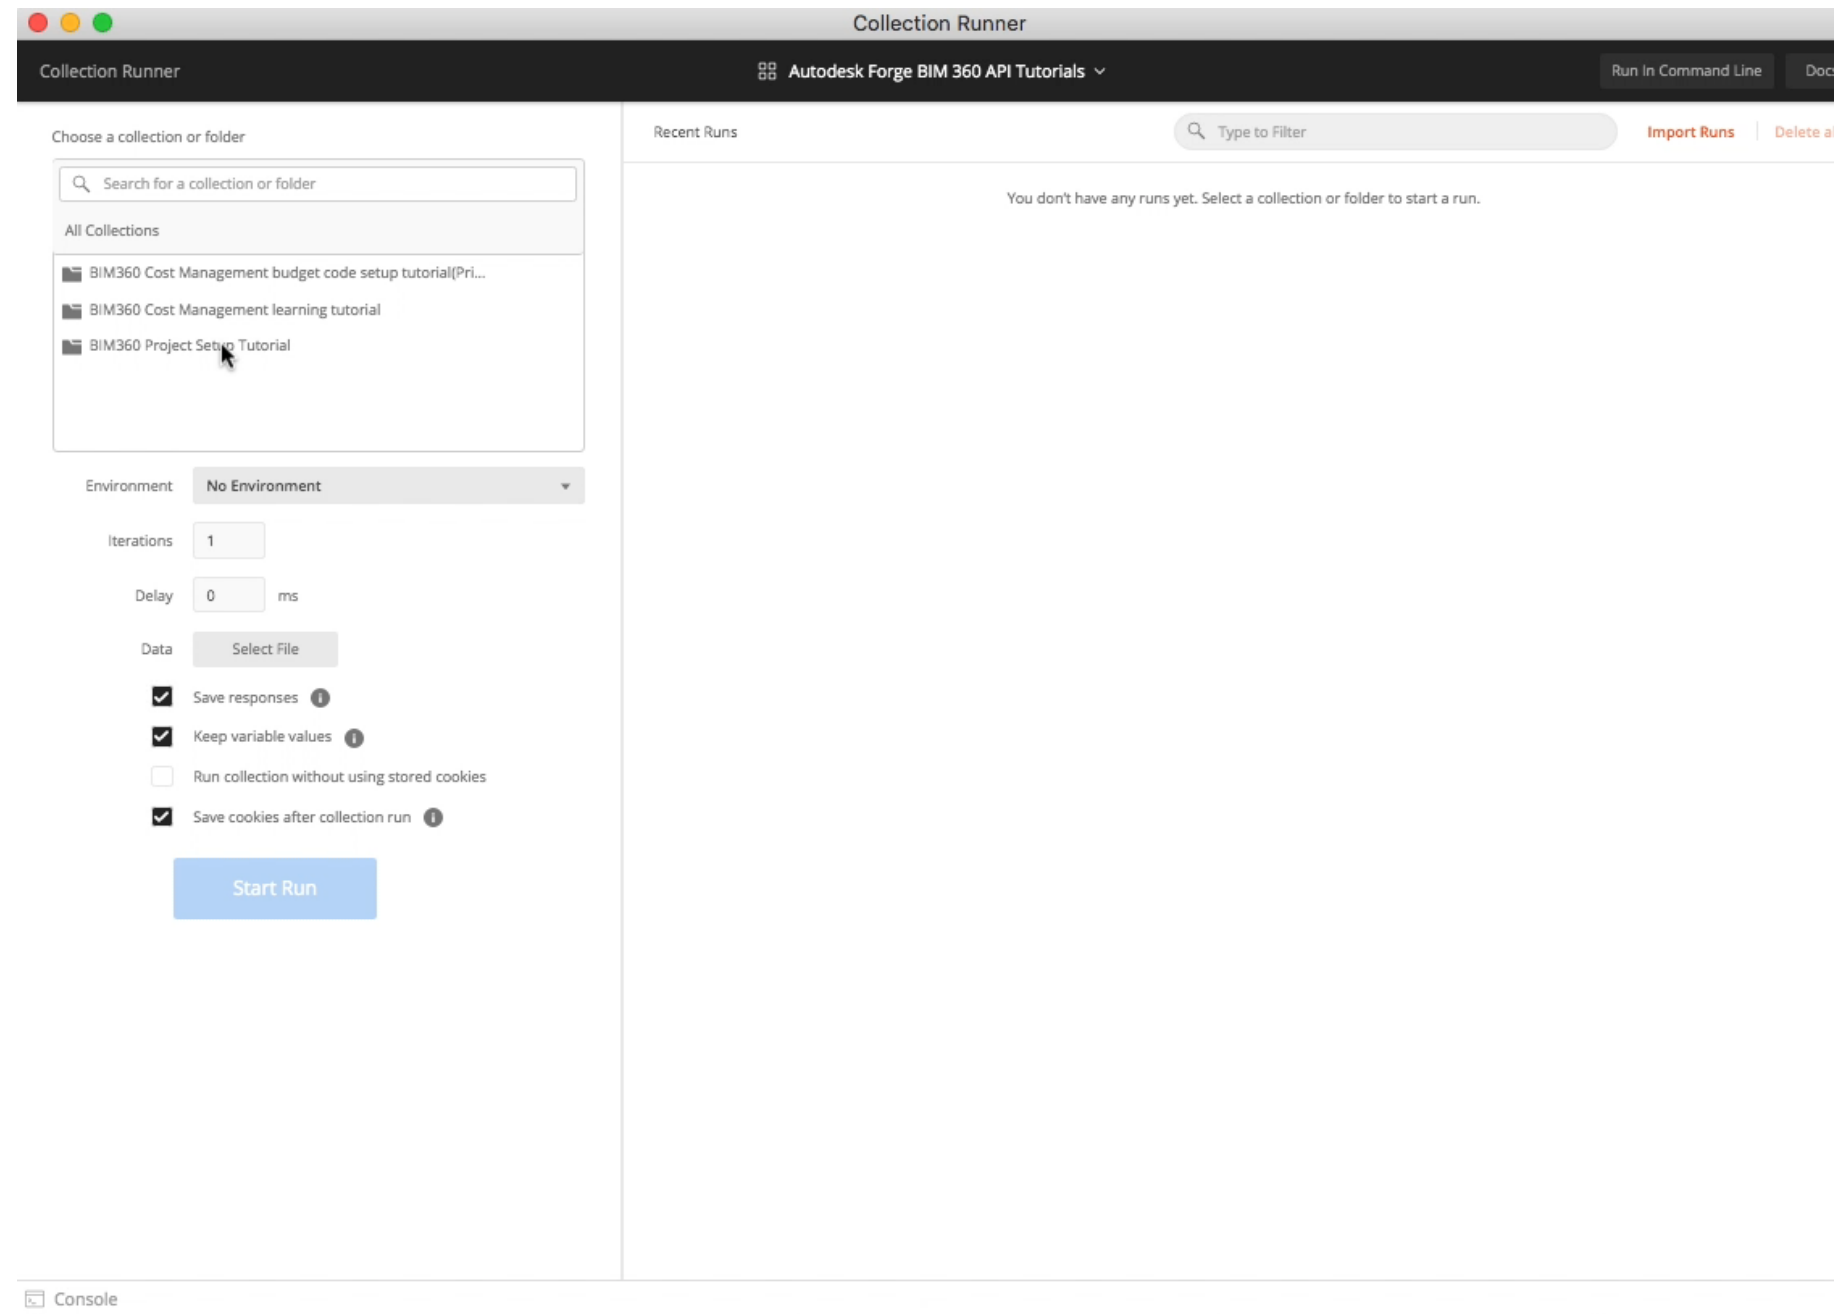 Collection Runner
Collection Runner
Autodesk Forge BIM 360 API Tutorials
Run In Command Line
Choose a collection or folder
Search for a collection or folder
All Collections
BIM360 Cost Management budget code setup tutorial(Pri...
BIM360 Cost Management learning tutorial
BIM360 Project Setup Tutorial
Environment No Environment
Iterations 1
Delay 0 ms
Data Select File
Save responses
Keep variable values
Run collection without using stored cookies
Save cookies after collection run
Start Run
Recent Runs
Type to Filter
Import Runs
Delete
You don't have any runs yet. Select a collection or folder to start a run.
Console